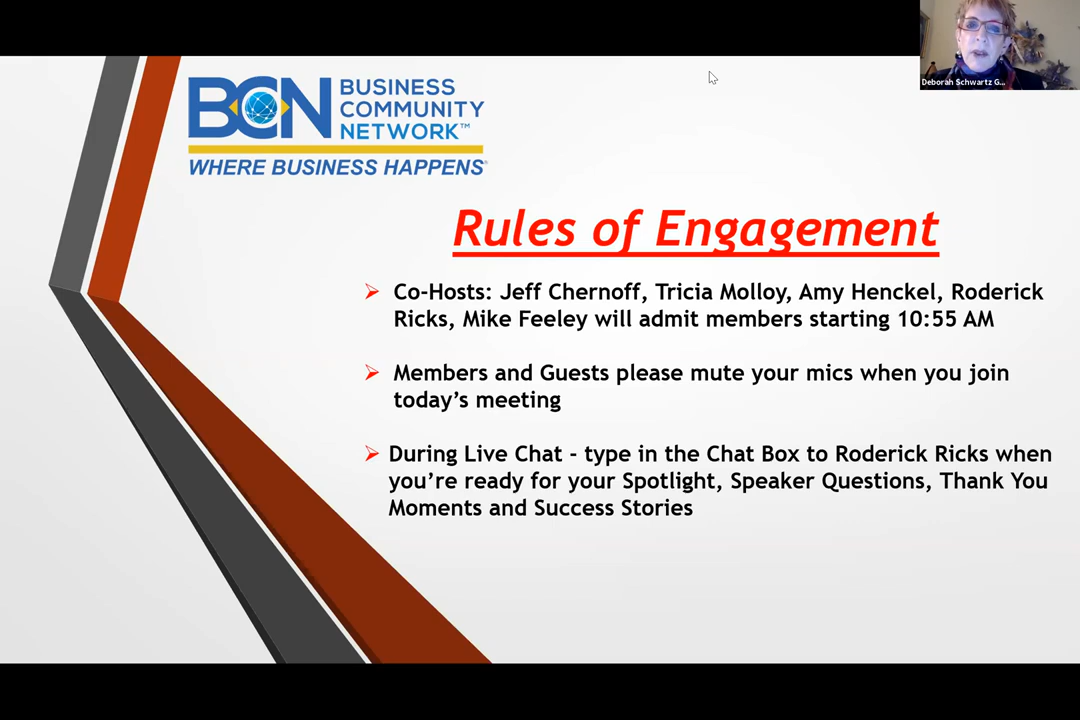 Deborah Schwartz G...
BCN
BUSINESS
COMMUNITY
NETWORK™
WHERE BUSINESS HAPPENS®
Rules of Engagement
Co-Hosts: Jeff Chernoff, Tricia Molloy, Amy Henckel, Roderick
Ricks, Mike Feeley will admit members starting 10:55 AM
Members and Guests please mute your mics when you join
today's meeting
During Live Chat - type in the Chat Box to Roderick Ricks when
you're ready for your Spotlight, Speaker Questions, Thank You
Moments and Success Stories